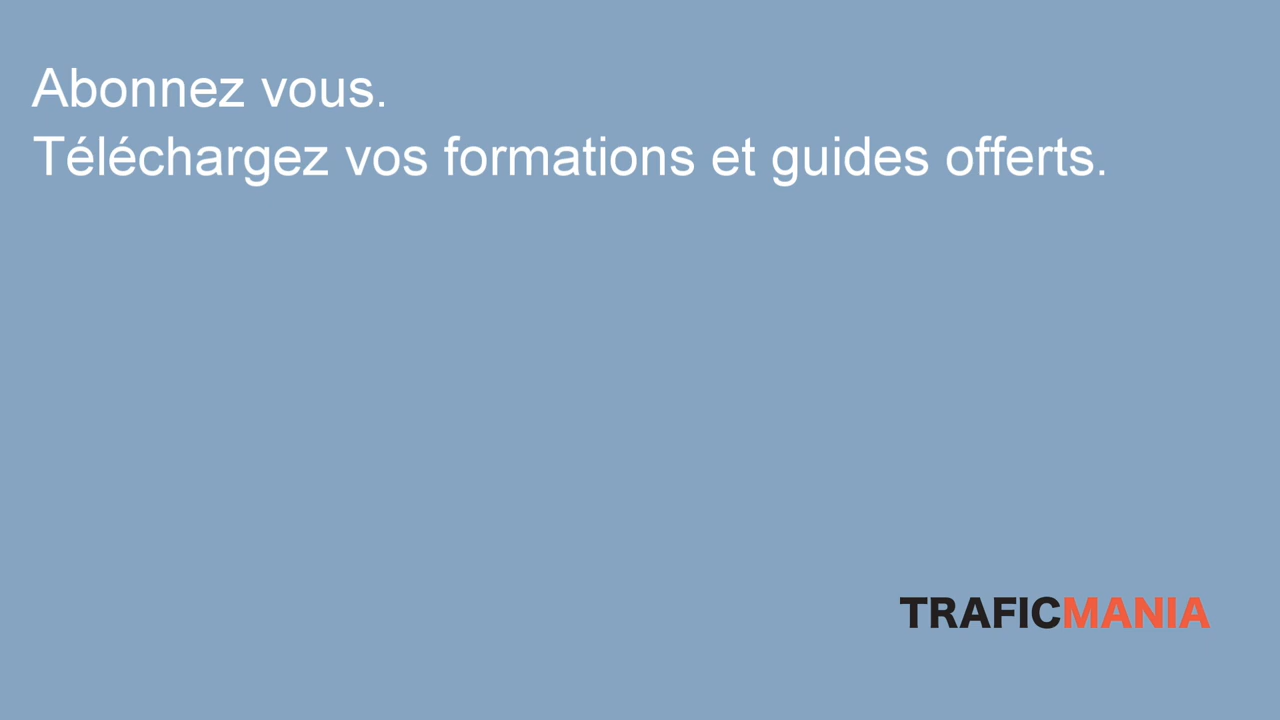 Abonnez vous.
Téléchargez vos formations et guides offerts.
TRAFICMANIA